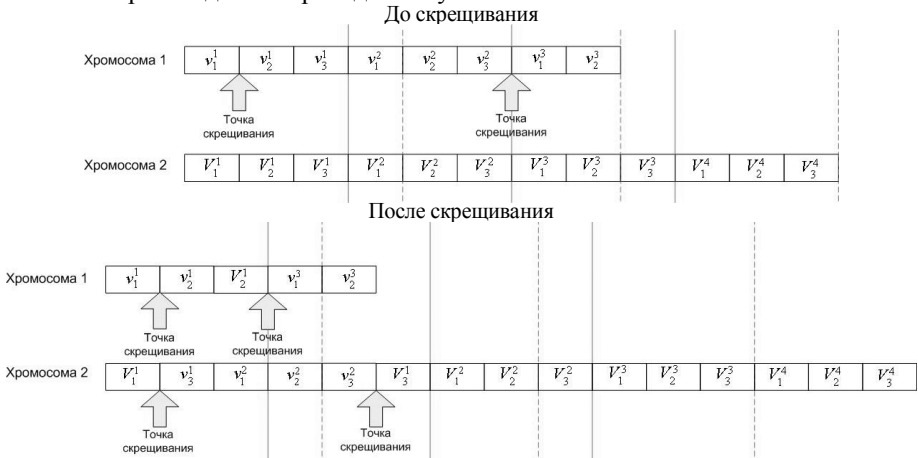 До скрещивания
Хромосома 1 v₁¹ v₂¹ v₃¹ v₁² v₂² v₃² v₁³ v₂³
Точка скрещивания
Точка скрещивания
Хромосома 2 V₁¹ V₂¹ V₃¹ V₁² V₂² V₃² V₁³ V₂³ V₃³ V₁⁴ V₂⁴ V₃⁴
После скрещивания
Хромосома 1 v₁¹ v₂¹ V₂¹ v₁³ v₂³
Точка скрещивания
Точка скрещивания
Хромосома 2 V₁¹ v₃¹ v₁² v₂² v₃² V₃¹ V₁² V₂² V₃² V₁³ V₂³ V₃³ V₁⁴ V₂⁴ V₃⁴
Точка скрещивания
Точка скрещивания